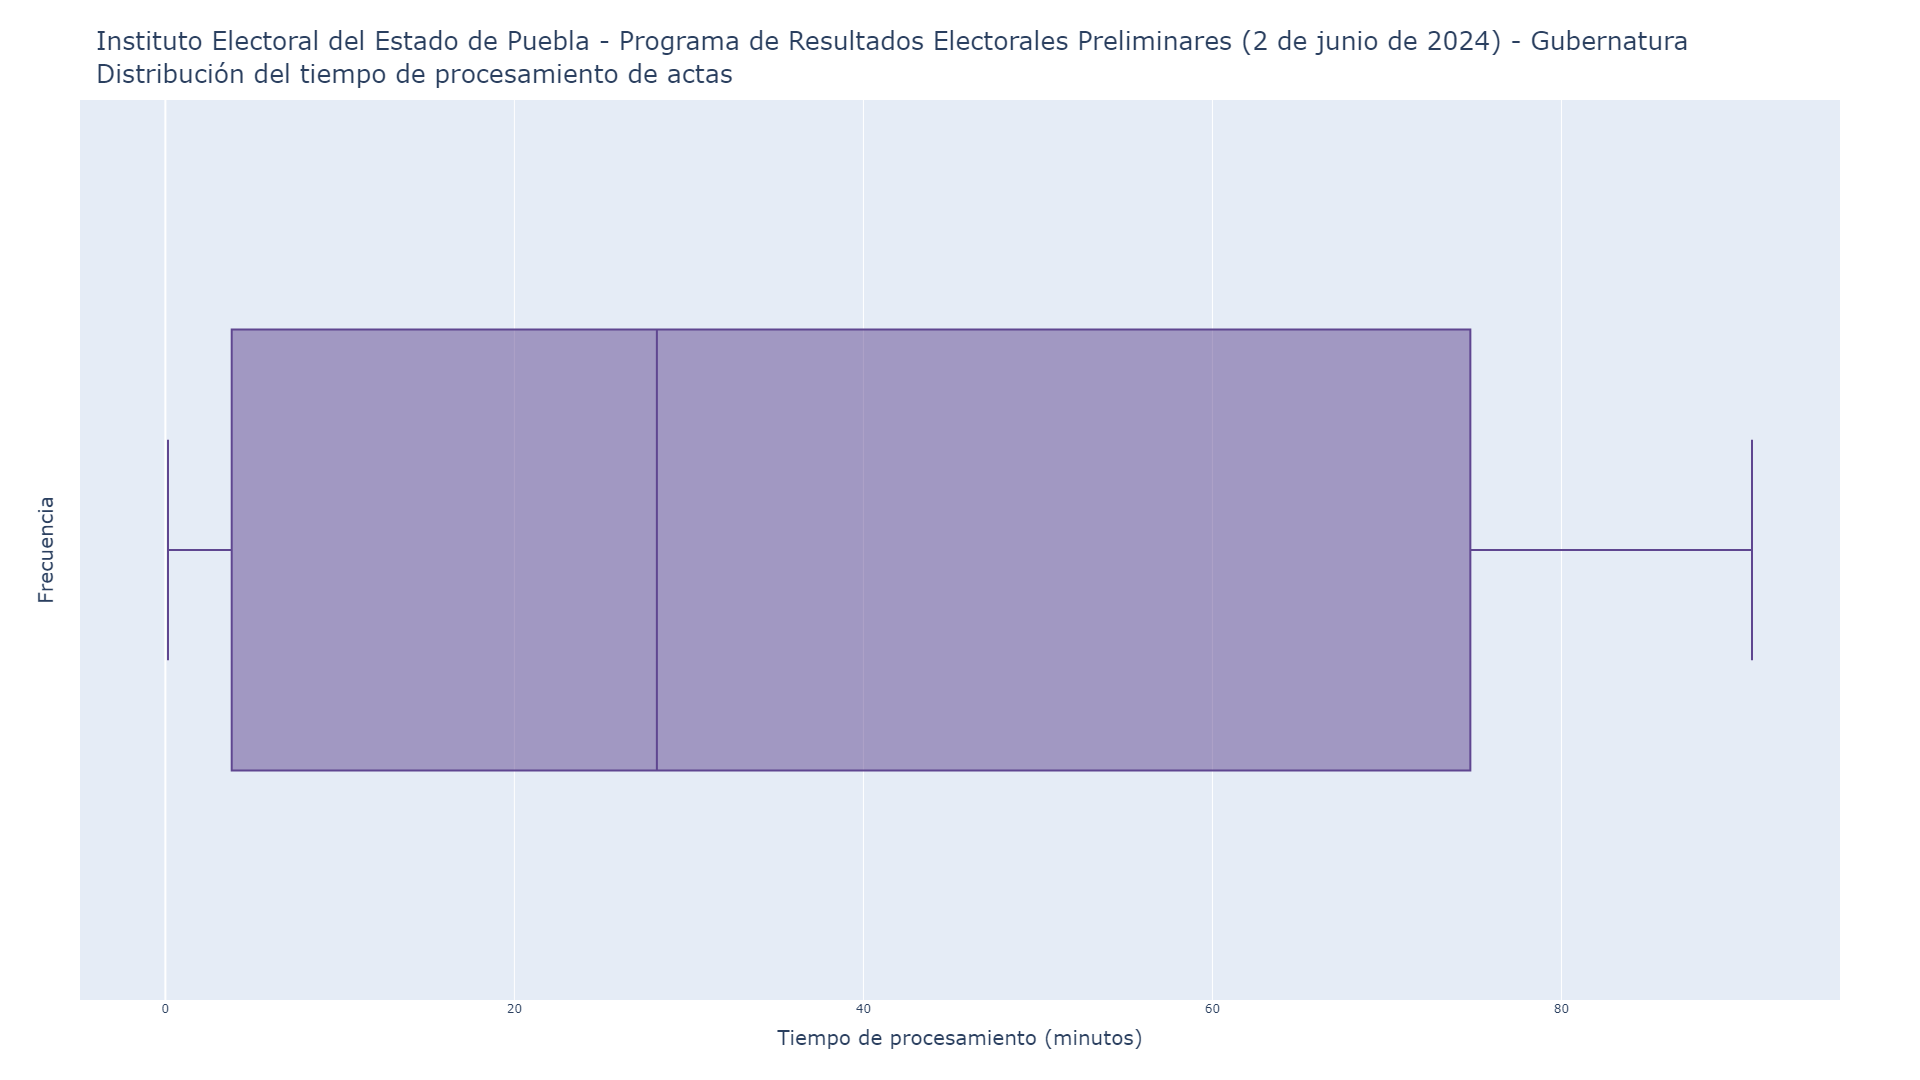 Instituto Electoral del Estado de Puebla - Programa de Resultados Electorales Preliminares (2 de junio de 2024) - Gubernatura
Distribución del tiempo de procesamiento de actas
Frecuencia
0
20
40
60
80
Tiempo de procesamiento (minutos)